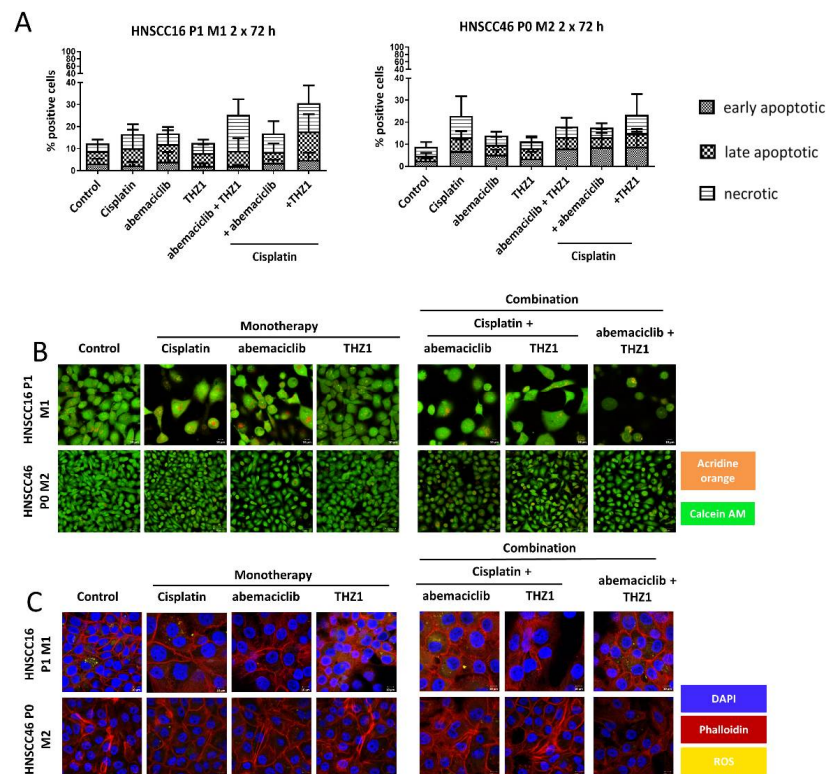 A
HNSCC16 P1 M1 2 x 72 h
% positive cells
100
80
60
40
40
30
20
10
0
Control
Cisplatin
abemaciclib
THZ1
abemaciclib + THZ1
+ abemaciclib
+THZ1
Cisplatin
HNSCC46 P0 M2 2 x 72 h
% positive cells
100
80
60
40
40
30
20
10
0
Control
Cisplatin
abemaciclib
THZ1
abemaciclib + THZ1
+ abemaciclib
+THZ1
Cisplatin
early apoptotic
late apoptotic
necrotic
B
Combination
Monotherapy
Cisplatin +
abemaciclib +
THZ1
Control
Cisplatin
abemaciclib
THZ1
abemaciclib
THZ1
HNSCC16 P1
M1
HNSCC46
P0 M2
Acridine
orange
Calcein AM
C
Combination
Monotherapy
Cisplatin +
abemaciclib +
THZ1
Control
Cisplatin
abemaciclib
THZ1
abemaciclib
THZ1
HNSCC16
P1 M1
HNSCC46 P0
M2
DAPI
Phalloidin
ROS